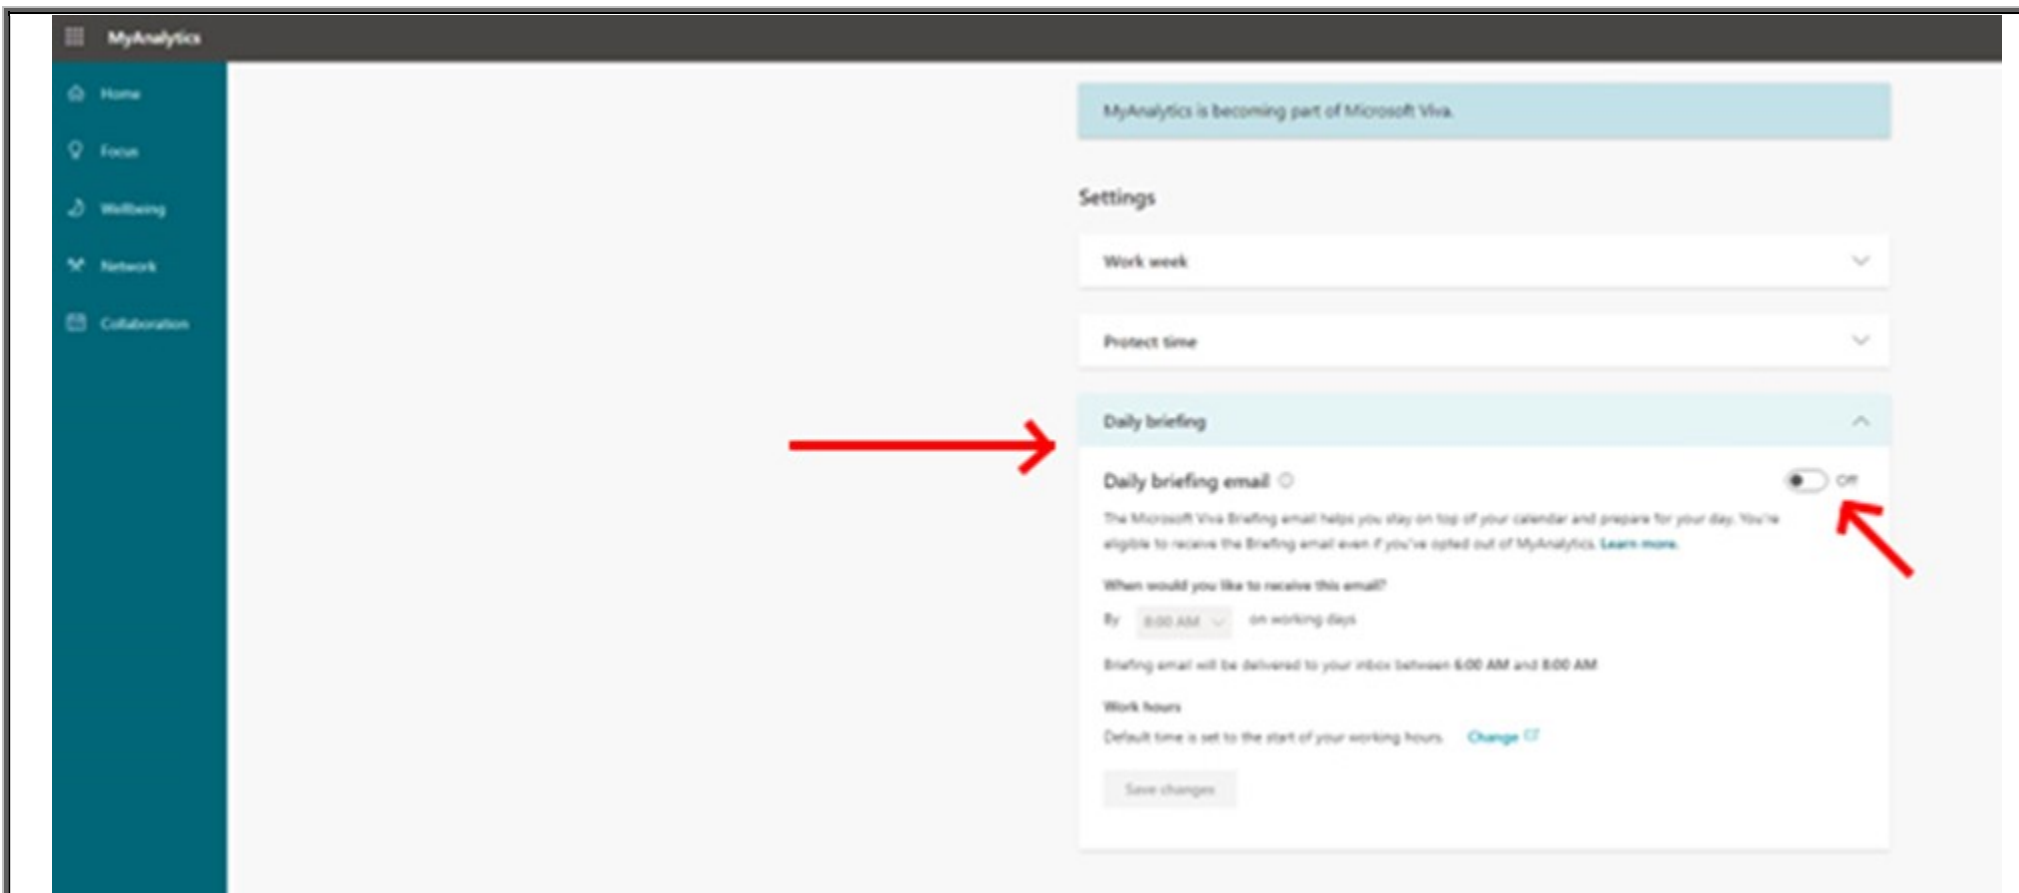 MyAnalytics
Home
Focus
Wellbeing
Network
Collaboration
MyAnalytics is becoming part of Microsoft Viva.
Settings
Work week
Protect time
Daily briefing
Daily briefing email
Off
The Microsoft Viva Briefing email helps you stay on top of your calendar and prepare for your day. You're
eligible to receive the Briefing email even if you've opted out of MyAnalytics. Learn more.
When would you like to receive this email?
By 8:00 AM on working days
Briefing email will be delivered to your inbox between 6:00 AM and 8:00 AM
Work hours
Default time is set to the start of your working hours. Change
Save changes